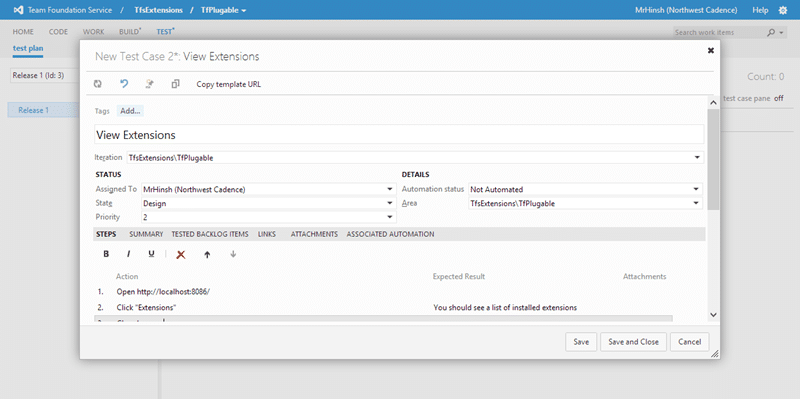 Team Foundation Service / TfsExtensions / TfPlugable MrHinsh (Northwest Cadence) Help
HOME CODE WORK BUILD TEST Search work items
test plan
Release 1 (Id: 3)
Release 1
Count: 0
test case pane off
New Test Case 2*: View Extensions
Copy template URL
Tags Add...
View Extensions
Iteration TfsExtensions\TfPlugable
STATUS DETAILS
Assigned To MrHinsh (Northwest Cadence) Automation status Not Automated
State Design Area TfsExtensions\TfPlugable
Priority 2
STEPS SUMMARY TESTED BACKLOG ITEMS LINKS ATTACHMENTS ASSOCIATED AUTOMATION
B I U
Action Expected Result Attachments
1. Open http://localhost:8086/
2. Click "Extensions" You should see a list of installed extensions
Save Save and Close Cancel